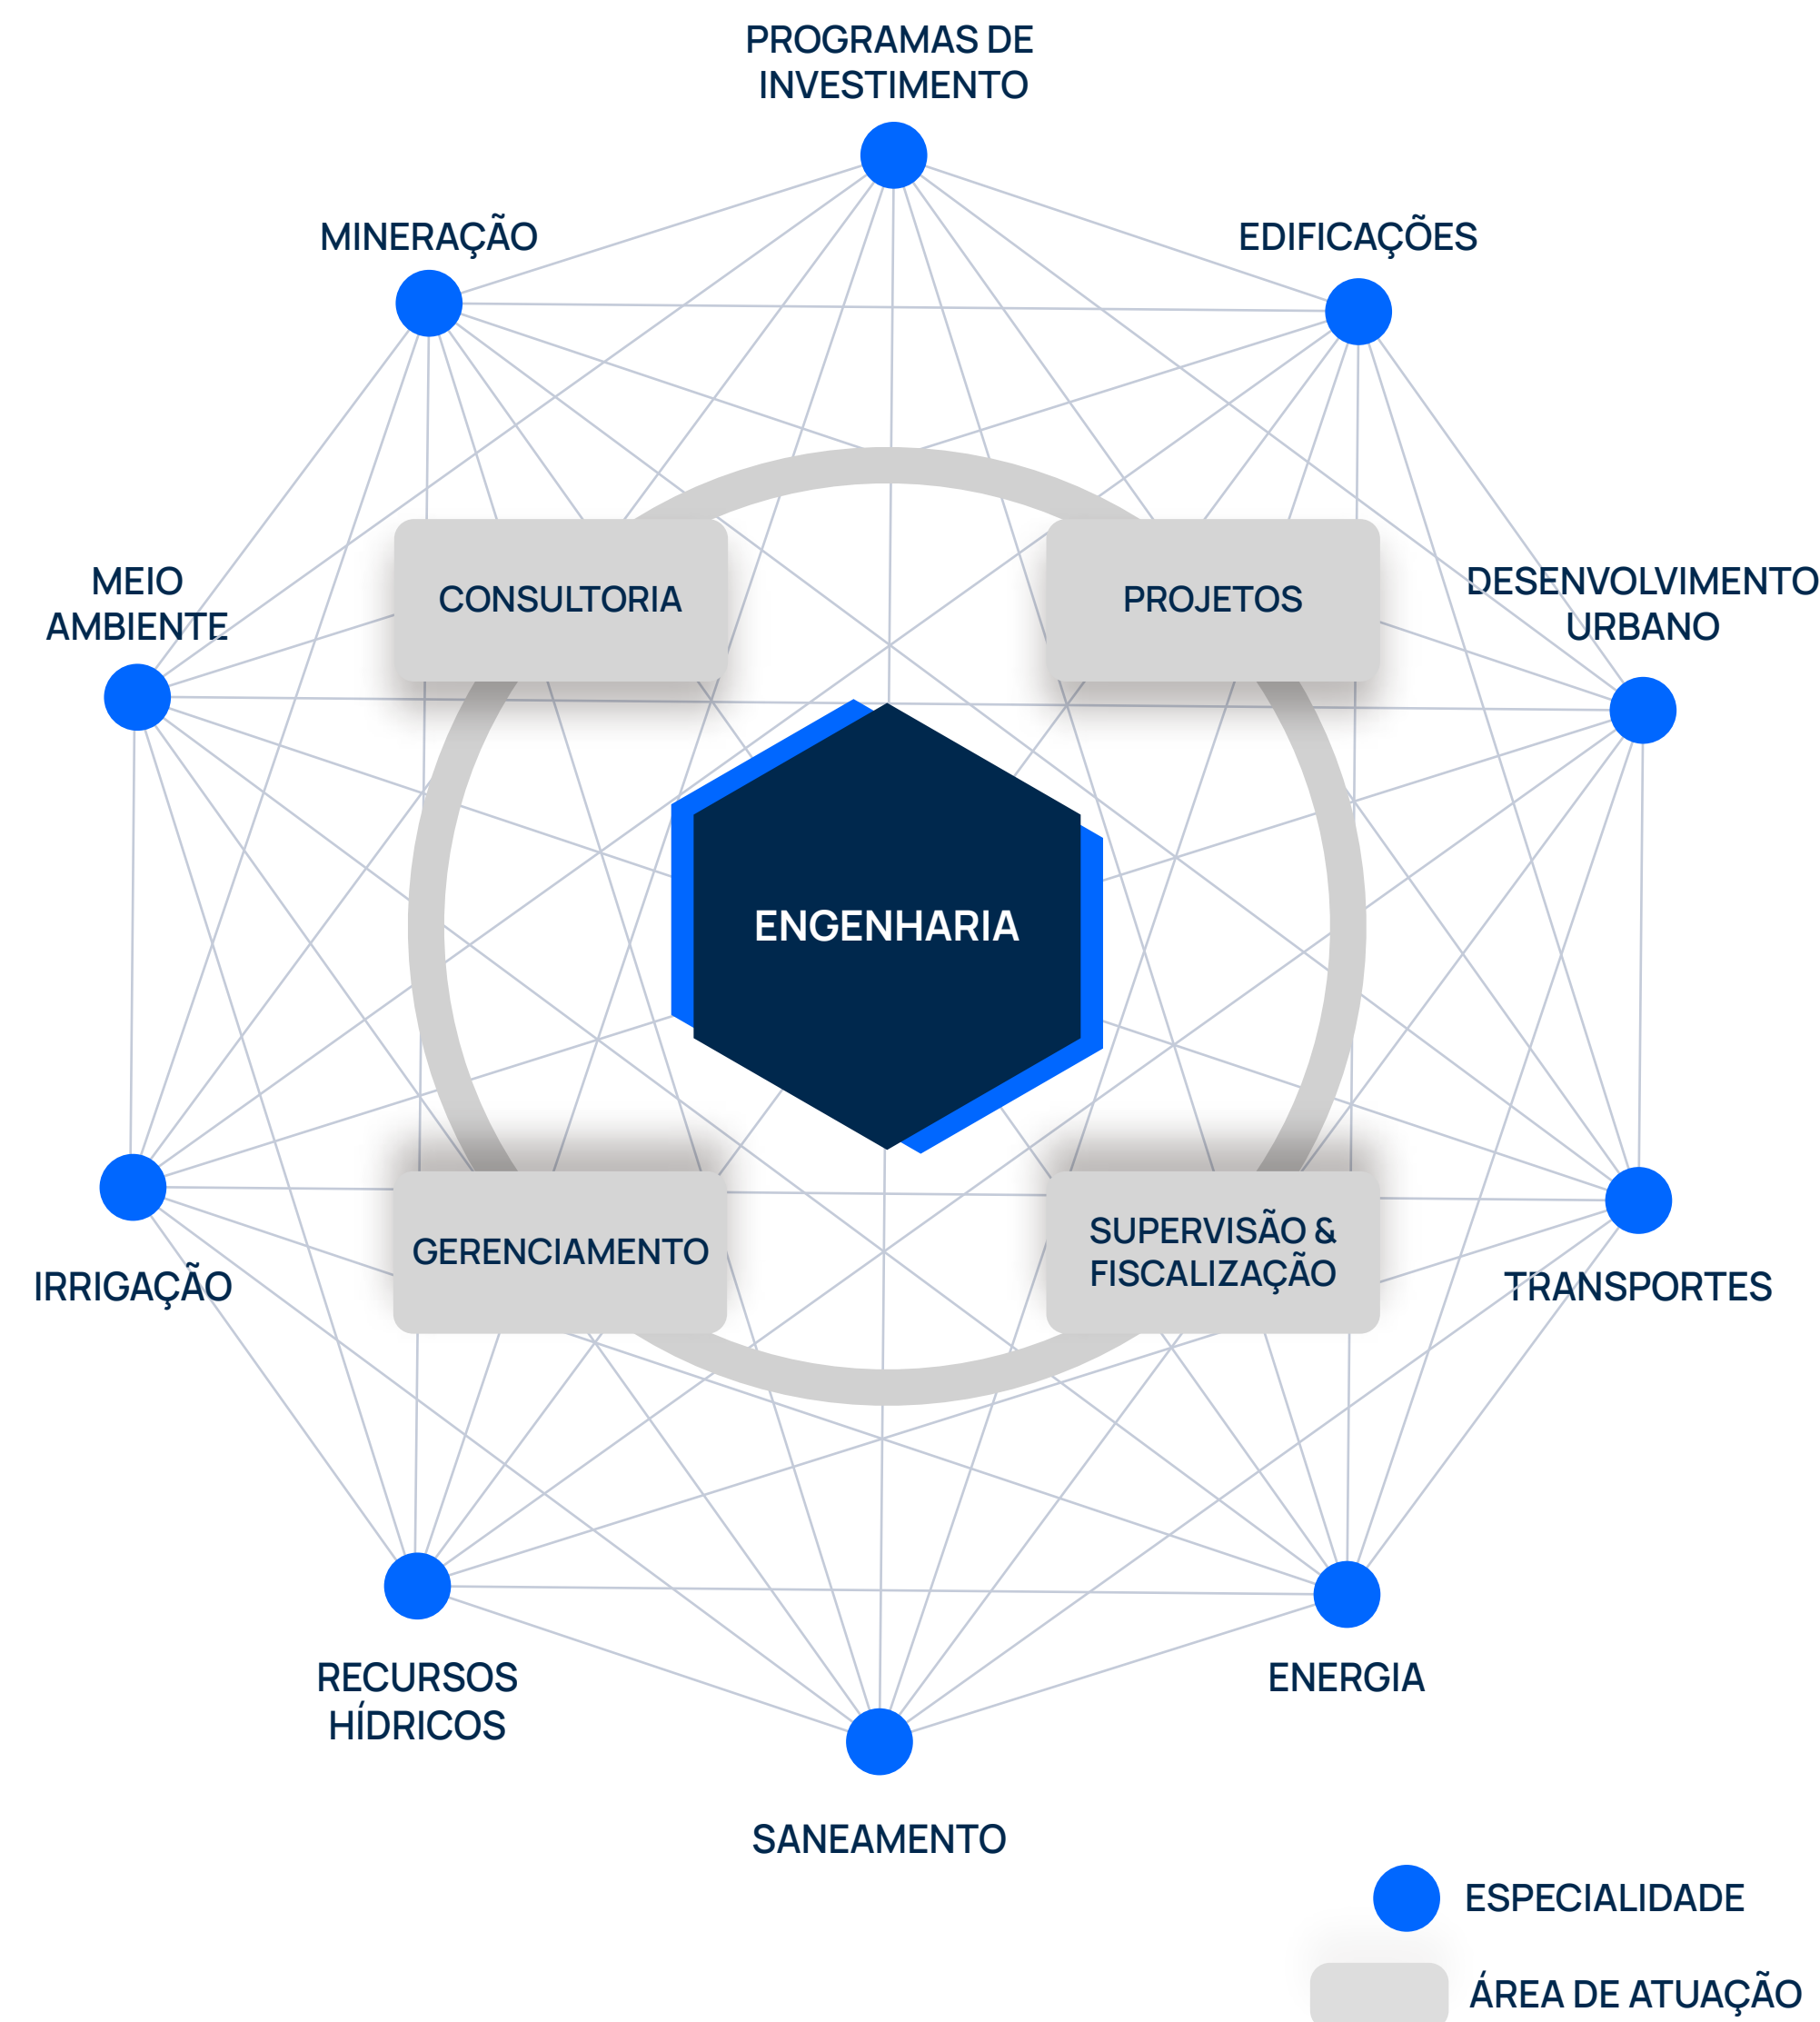 PROGRAMAS DE
INVESTIMENTO
MINERAÇÃO
EDIFICAÇÕES
MEIO
AMBIENTE
CONSULTORIA
PROJETOS
DESENVOLVIMENTO
URBANO
ENGENHARIA
GERENCIAMENTO
SUPERVISÃO &
FISCALIZAÇÃO
IRRIGAÇÃO
TRANSPORTES
RECURSOS
HÍDRICOS
ENERGIA
SANEAMENTO
ESPECIALIDADE
ÁREA DE ATUAÇÃO